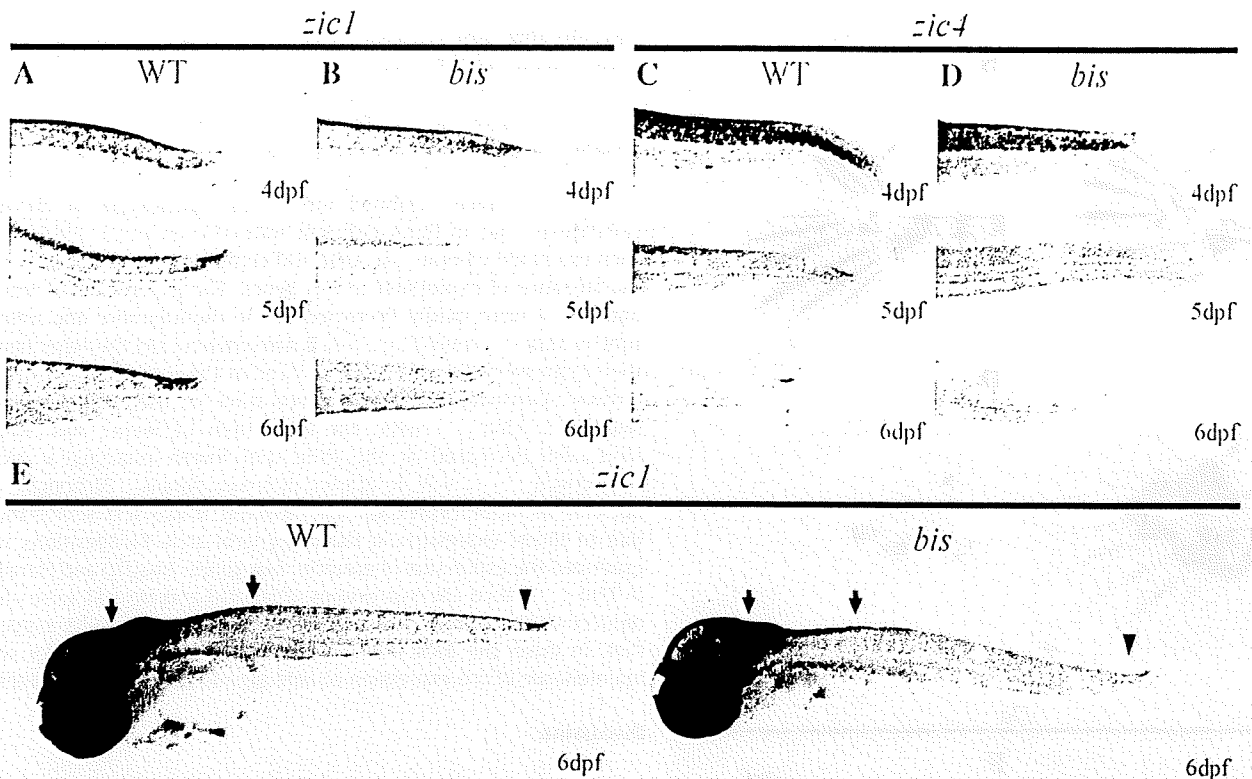 zic1 zic4
A WT B bis C WT D bis
4dpf 4dpf 4dpf 4dpf
5dpf 5dpf 5dpf 5dpf
6dpf 6dpf 6dpf 6dpf
E zic1
WT bis
6dpf 6dpf